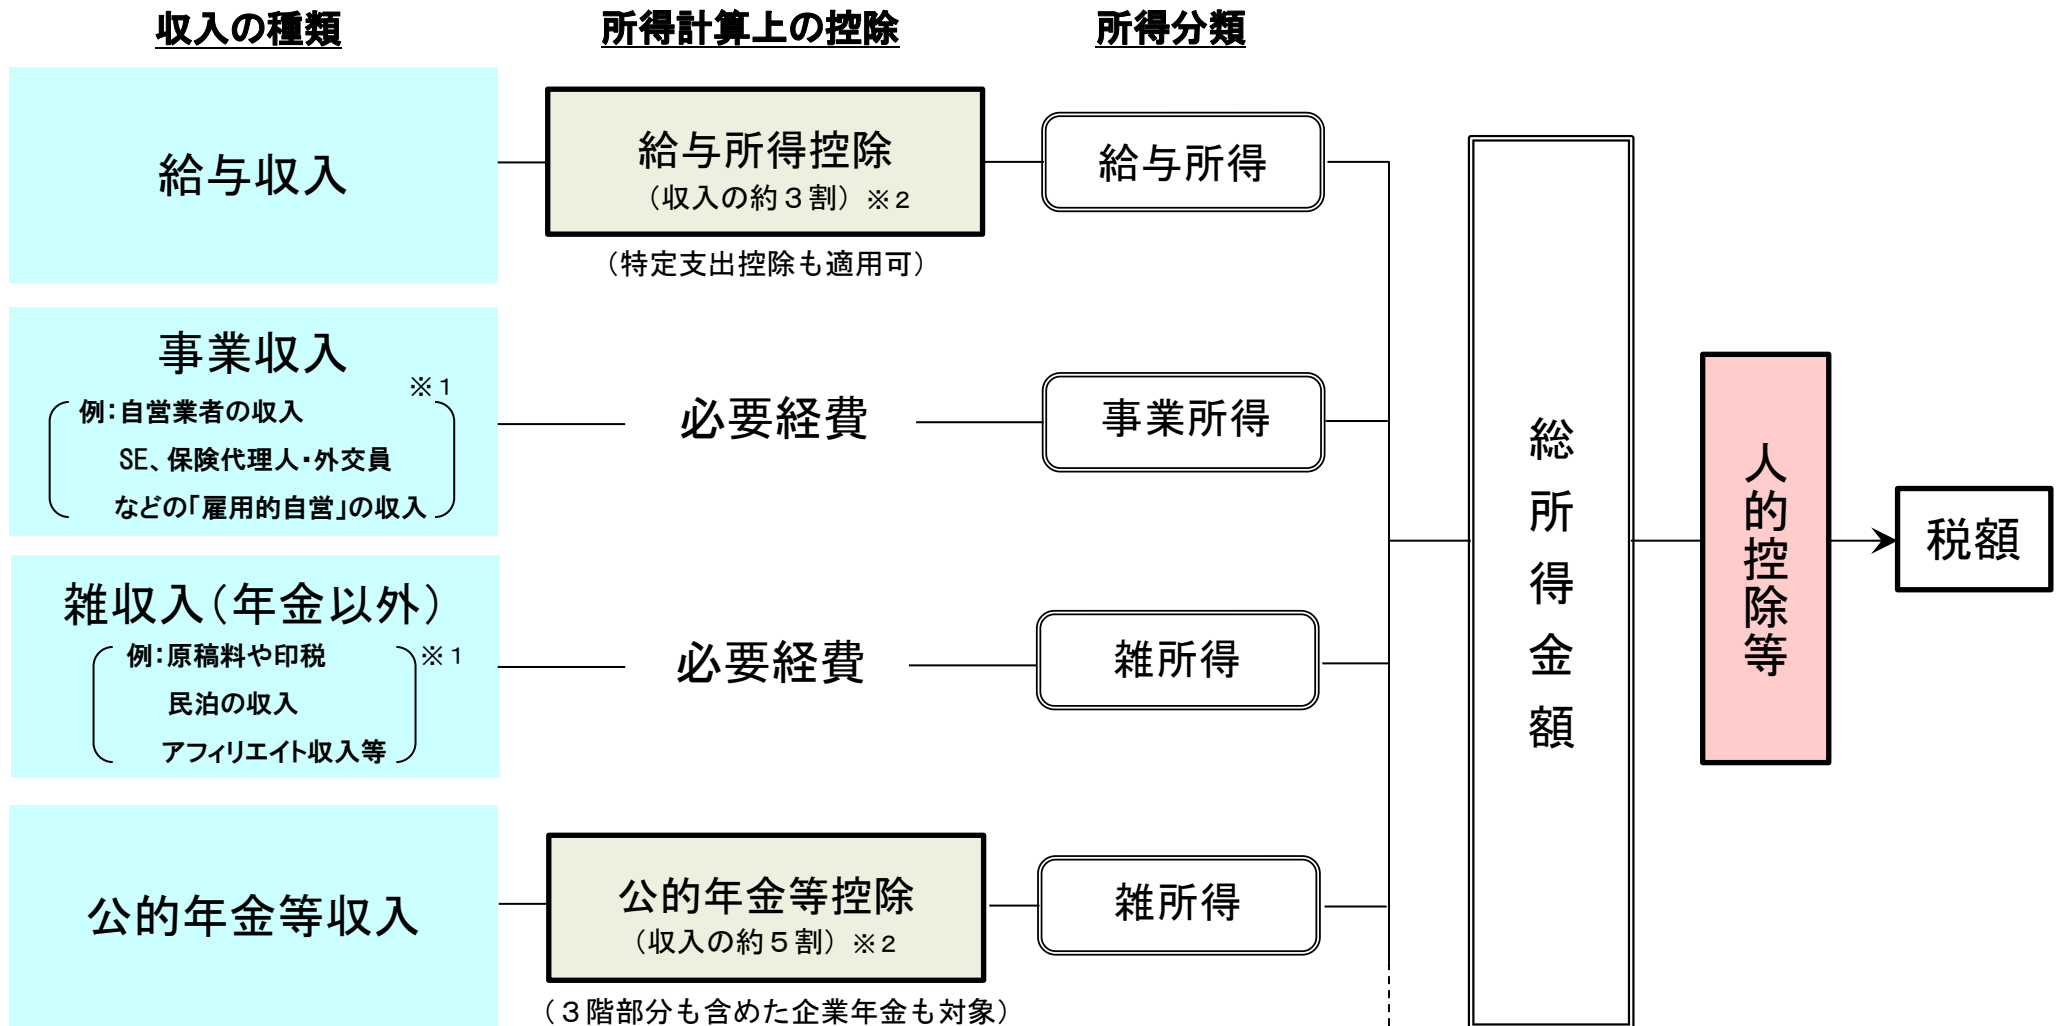 収入の種類
所得計算上の控除
所得分類
給与収入
給与所得控除
（収入の約３割）※２
（特定支出控除も適用可）
給与所得
事業収入
※１
例：自営業者の収入
SE、保険代理人・外交員
などの「雇用的自営」の収入
必要経費
事業所得
雑収入（年金以外）
例：原稿料や印税
※１
民泊の収入
アフィリエイト収入等
必要経費
雑所得
公的年金等収入
公的年金等控除
（収入の約５割）※２
（３階部分も含めた企業年金も対象）
雑所得
総所得金額
人的控除等
税額